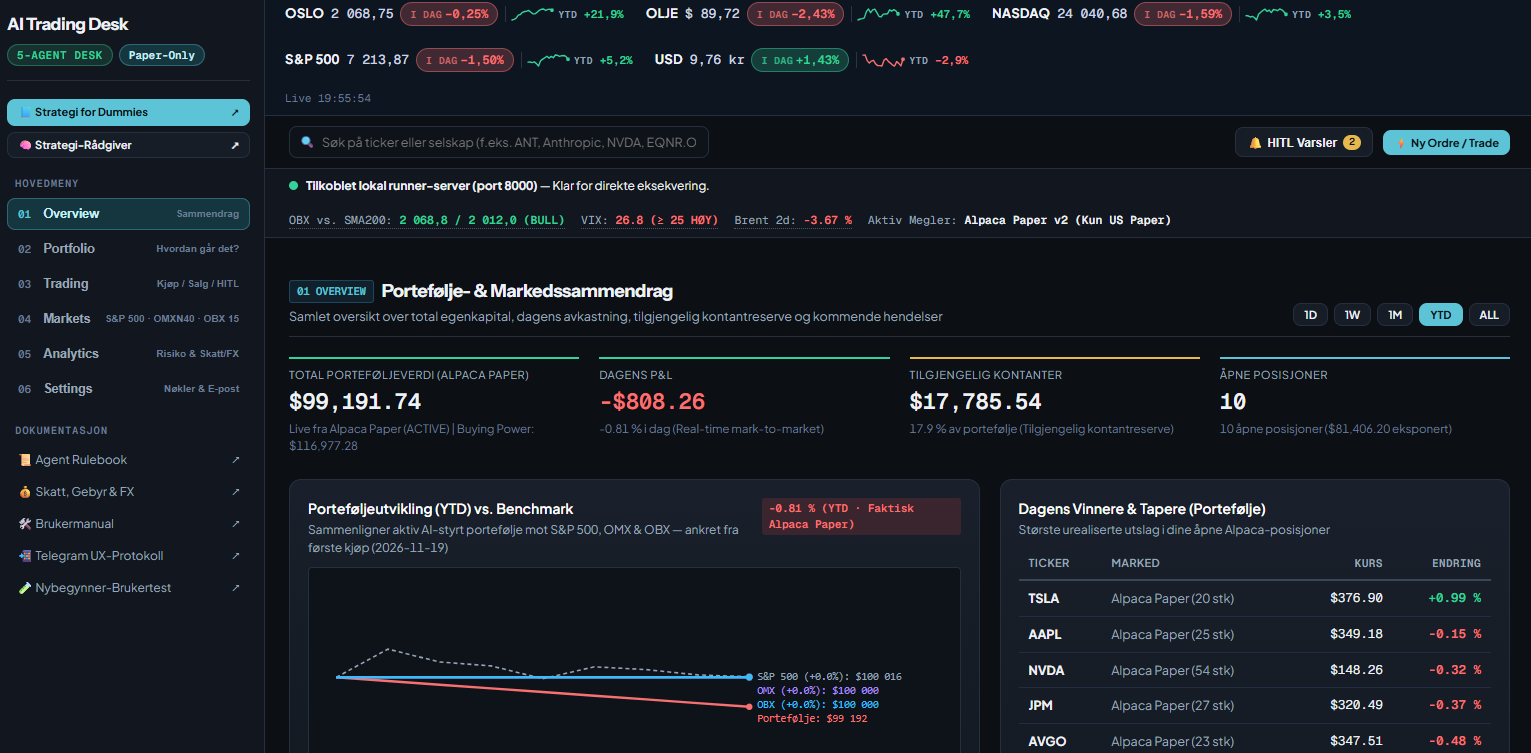 AI Trading Desk
5-AGENT DESK Paper-Only
Strategi for Dummies ↗
Strategi-Rådgiver ↗
HOVEDMENY
01 Overview Sammendrag
02 Portfolio Hvordan går det?
03 Trading Kjøp / Salg / HITL
04 Markets S&P 500 · OMXN40 · OBX 15
05 Analytics Risiko & Skatt/FX
06 Settings Nøkler & E-post
DOKUMENTASJON
Agent Rulebook ↗
Skatt, Gebyr & FX ↗
Brukermanual ↗
Telegram UX-Protokoll ↗
Nybegynner-Brukertest ↗
OSLO 2 068,75 I DAG -0,25% YTD +21,9% OLJE $ 89,72 I DAG -2,43% YTD +47,7% NASDAQ 24 040,68 I DAG -1,59% YTD +3,5%
S&P 500 7 213,87 I DAG -1,50% YTD +5,2% USD 9,76 kr I DAG +1,43% YTD -2,9%
Live 19:55:54
Søk på ticker eller selskap (f.eks. ANT, Anthropic, NVDA, EQNR.O
HITL Varsler 2
Ny Ordre / Trade
Tilkoblet lokal runner-server (port 8000) — Klar for direkte eksekvering.
OBX vs. SMA200: 2 068,8 / 2 012,0 (BULL) VIX: 26.8 (≥ 25 HØY) Brent 2d: -3.67 % Aktiv Megler: Alpaca Paper v2 (Kun US Paper)
01 OVERVIEW Portefølje- & Markedssammendrag
Samlet oversikt over total egenkapital, dagens avkastning, tilgjengelig kontantreserve og kommende hendelser
1D 1W 1M YTD ALL
TOTAL PORTEFØLJEVERDI (ALPACA PAPER)
$99,191.74
Live fra Alpaca Paper (ACTIVE) | Buying Power:
$116,977.28
DAGENS P&L
-$808.26
-0.81 % i dag (Real-time mark-to-market)
TILGJENGELIG KONTANTER
$17,785.54
17.9 % av portefølje (Tilgjengelig kontantreserve)
ÅPNE POSISJONER
10
10 åpne posisjoner ($81,406.20 eksponert)
Porteføljeutvikling (YTD) vs. Benchmark
Sammenligner aktiv AI-styrt portefølje mot S&P 500, OMX & OBX — ankret fra
første kjøp (2026-11-19)
-0.81 % (YTD · Faktisk
Alpaca Paper)
S&P 500 (+0.0%): $100 016
OMX (+0.0%): $100 000
OBX (+0.0%): $100 000
Portefølje: $99 192
Dagens Vinnere & Tapere (Portefølje)
Største urealiserte utslag i dine åpne Alpaca-posisjoner
TICKER MARKED KURS ENDRING
TSLA Alpaca Paper (20 stk) $376.90 +0.99 %
AAPL Alpaca Paper (25 stk) $349.18 -0.15 %
NVDA Alpaca Paper (54 stk) $148.26 -0.32 %
JPM Alpaca Paper (27 stk) $320.49 -0.37 %
AVGO Alpaca Paper (23 stk) $347.51 -0.48 %